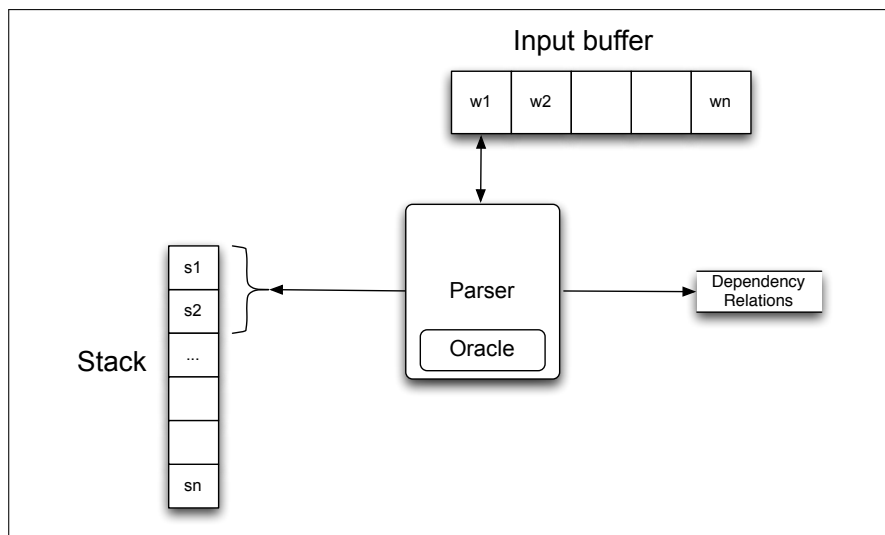 Input buffer
w1 w2 wn
s1
s2
...
sn
Stack
Parser
Oracle
Dependency
Relations